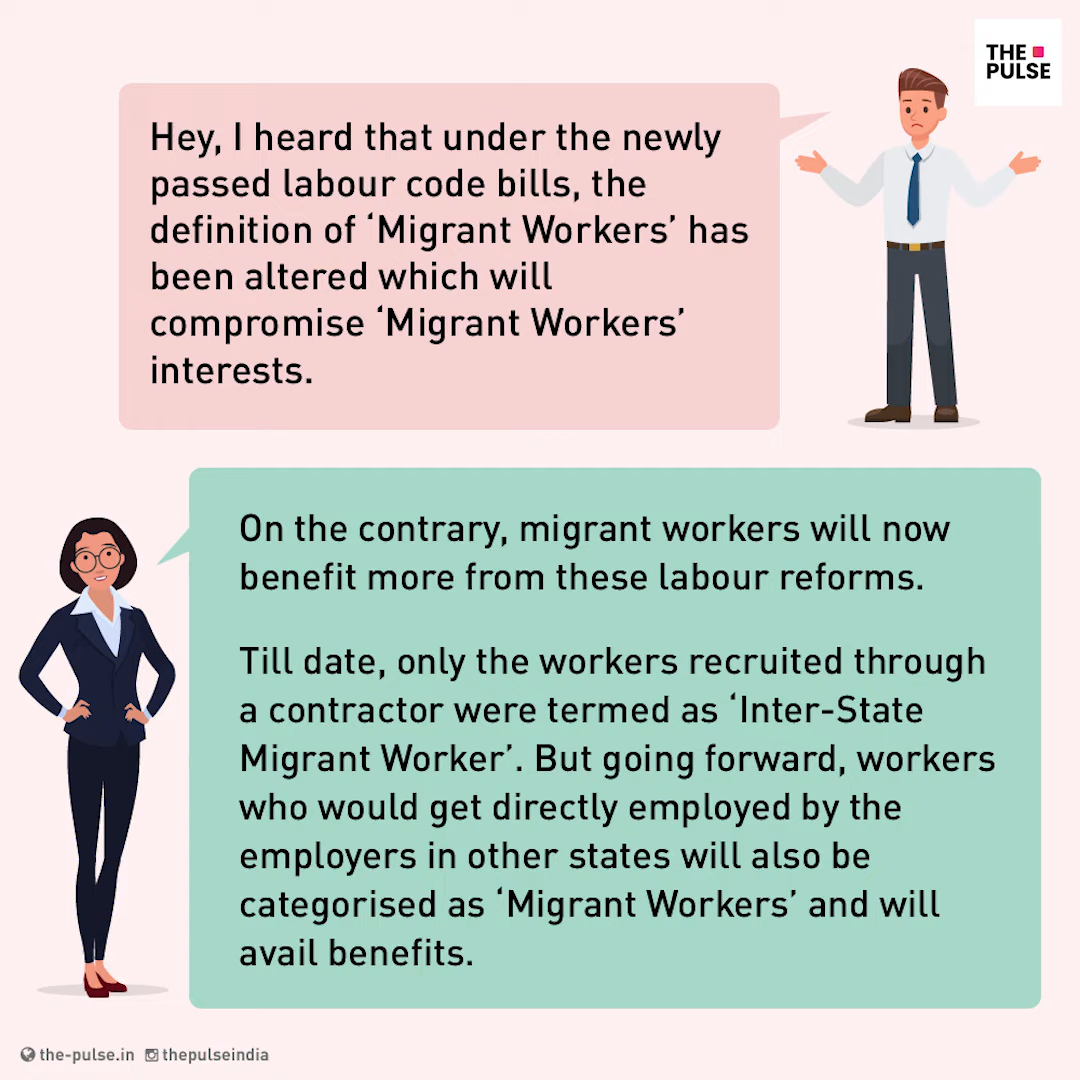 THE
PULSE
Hey, I heard that under the newly
passed labour code bills, the
definition of ‘Migrant Workers’ has
been altered which will
compromise ‘Migrant Workers’
interests.
On the contrary, migrant workers will now
benefit more from these labour reforms.
Till date, only the workers recruited through
a contractor were termed as ‘Inter-State
Migrant Worker’. But going forward, workers
who would get directly employed by the
employers in other states will also be
categorised as ‘Migrant Workers’ and will
avail benefits.
the-pulse.in thepulseindia